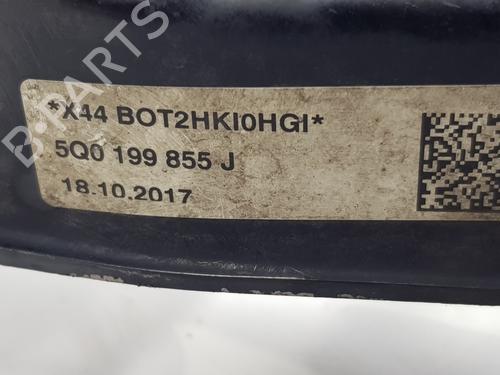 B-PARTS
*X44 BOT2HKI0HGI*
5Q0 199 855 J
18.10.2017